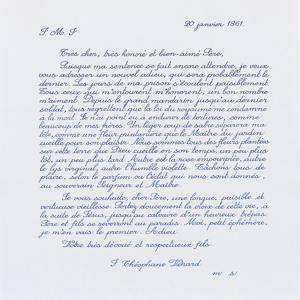 20 janvier 1861.
J. M. J.
Très cher, très honoré et bien-aimé Père,
Puisque ma sentence se fait encore attendre, je veux
vous adresser un nouvel adieu, qui sera probablement le
dernier. Les jours de ma prison s'écoulent paisiblement.
Tous ceux qui m'entourent m'honorent, un bon nombre
m'aiment. Depuis le grand mandarin jusqu'au dernier
soldat, tous regrettent que la loi du royaume me condamne
à la mort. Je n'ai point eu à endurer de tortures, comme
beaucoup de mes frères. Un léger coup de sabre séparera ma
tête, comme une fleur printanière que le Maître du jardin
cueille pour son plaisir. Nous sommes tous des fleurs plantées
sur cette terre que Dieu cueille en son temps, un peu plus
tôt, un peu plus tard. Autre est la rose empourprée, autre
le lys virginal, autre l'humble violette. Tâchons tous de
plaire, selon le parfum ou l'éclat qui nous sont donnés,
au souverain Seigneur et Maître.
Je vous souhaite, cher Père, une longue, paisible et
vertueuse vieillesse. Portez doucement la croix de cette vie, à
la suite de Jésus, jusqu'au calvaire d'un heureux trépas.
Père et fils se reverront au paradis. Moi, petit éphémère,
je m'en vais le premier. Adieu.
Votre très dévoué et respectueux fils.
J. Théophane Vénard
m. s.